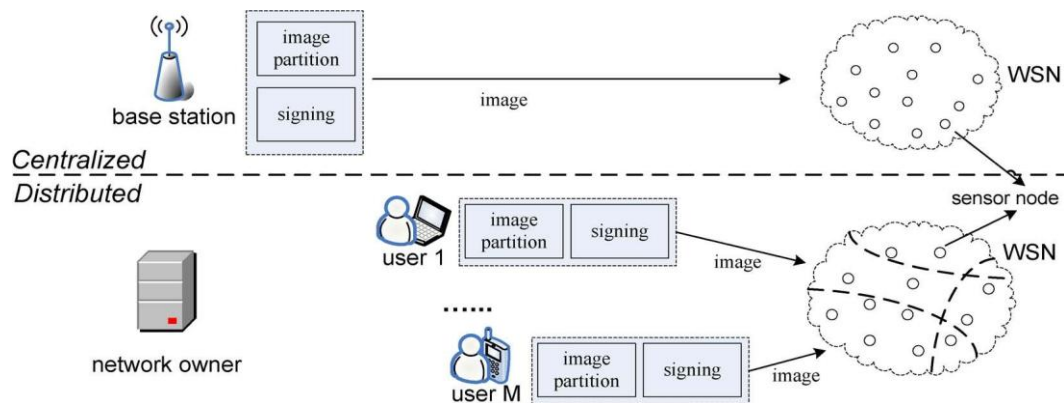 image
partition
signing
base station
image
WSN
Centralized
Distributed
sensor node
user 1
image
partition
signing
image
WSN
......
network owner
user M
image
partition
signing
image